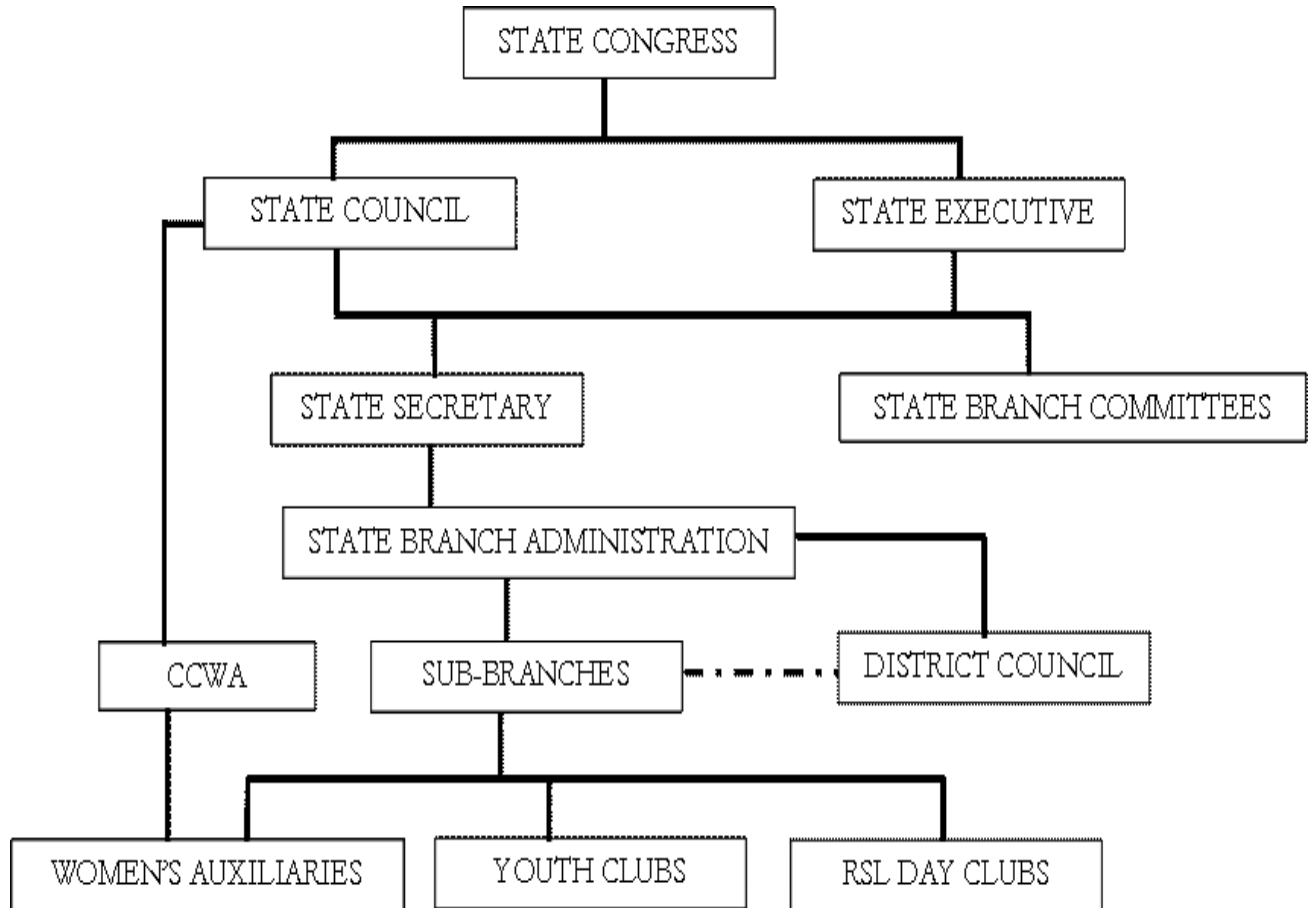 STATE CONGRESS
STATE COUNCIL
STATE EXECUTIVE
STATE SECRETARY
STATE BRANCH COMMITTEES
STATE BRANCH ADMINISTRATION
CCWA
SUB-BRANCHES
DISTRICT COUNCIL
WOMEN'S AUXILIARIES
YOUTH CLUBS
RSL DAY CLUBS